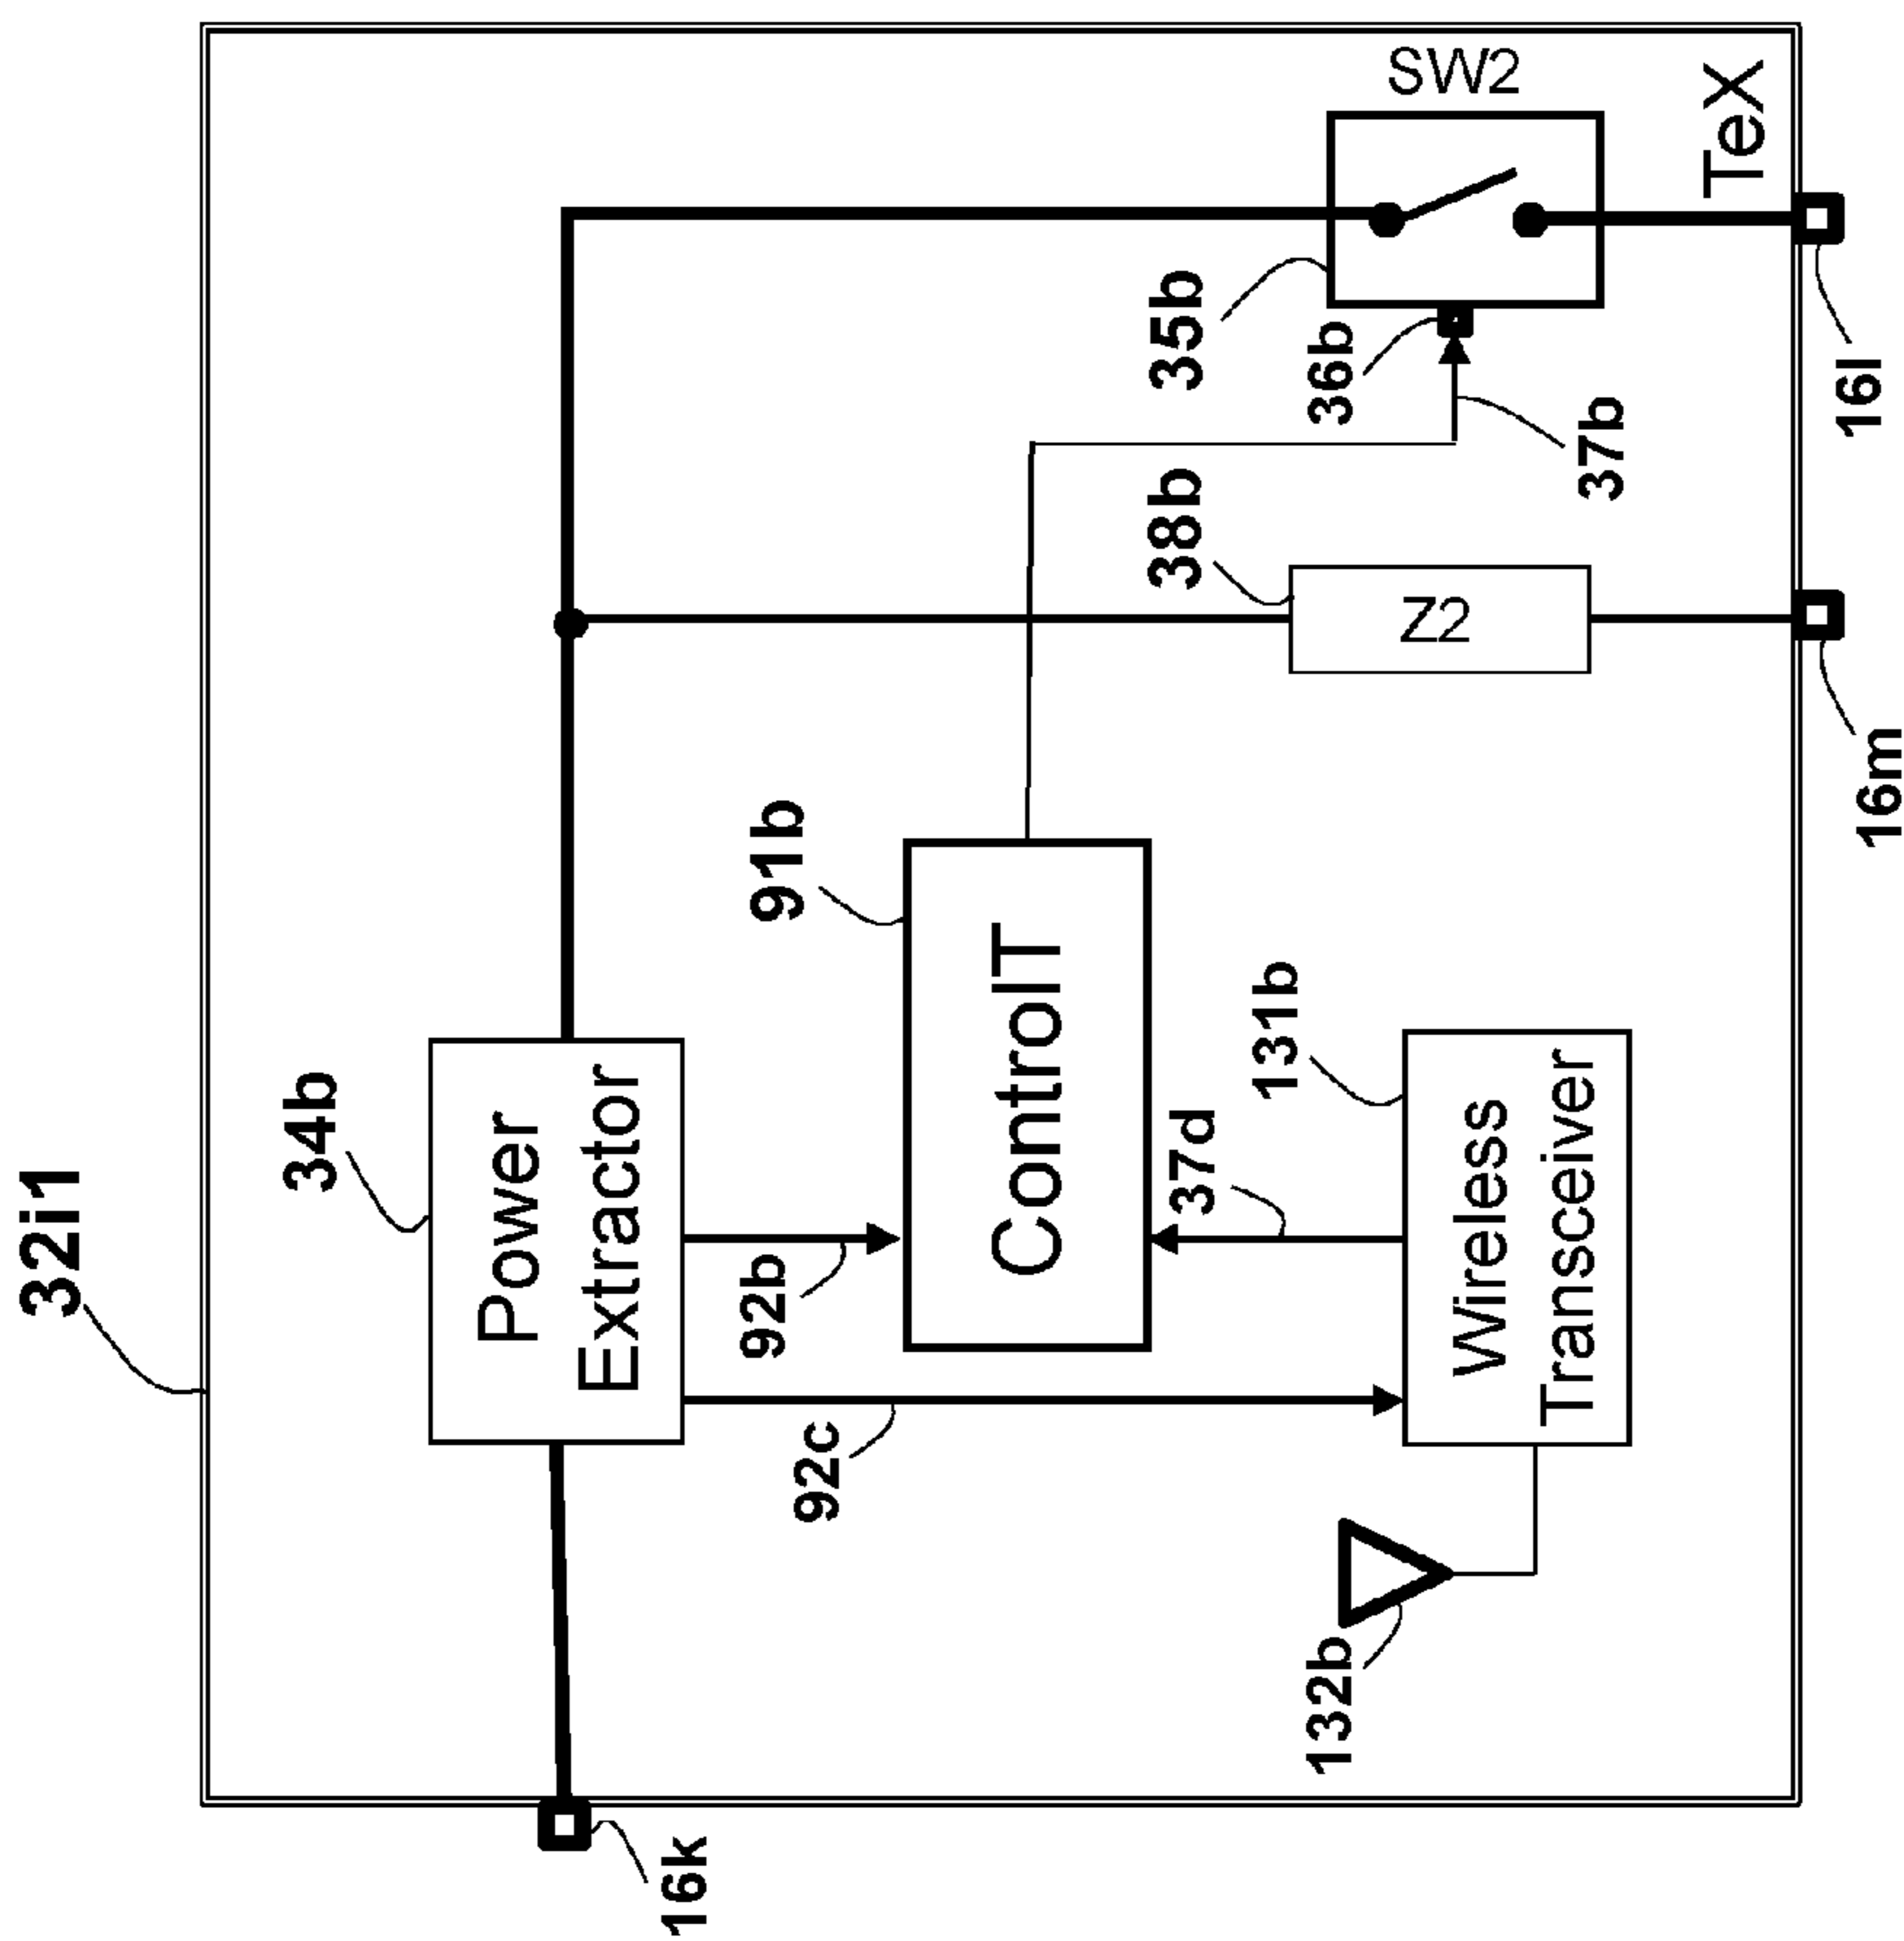 32i1
34b
Power
Extractor
16k
92b
91b
92c
ControlT
38b
35b
37d
131b
132b
36b
Z2
SW2
Wireless
Transceiver
37b
TeX
16m
16l